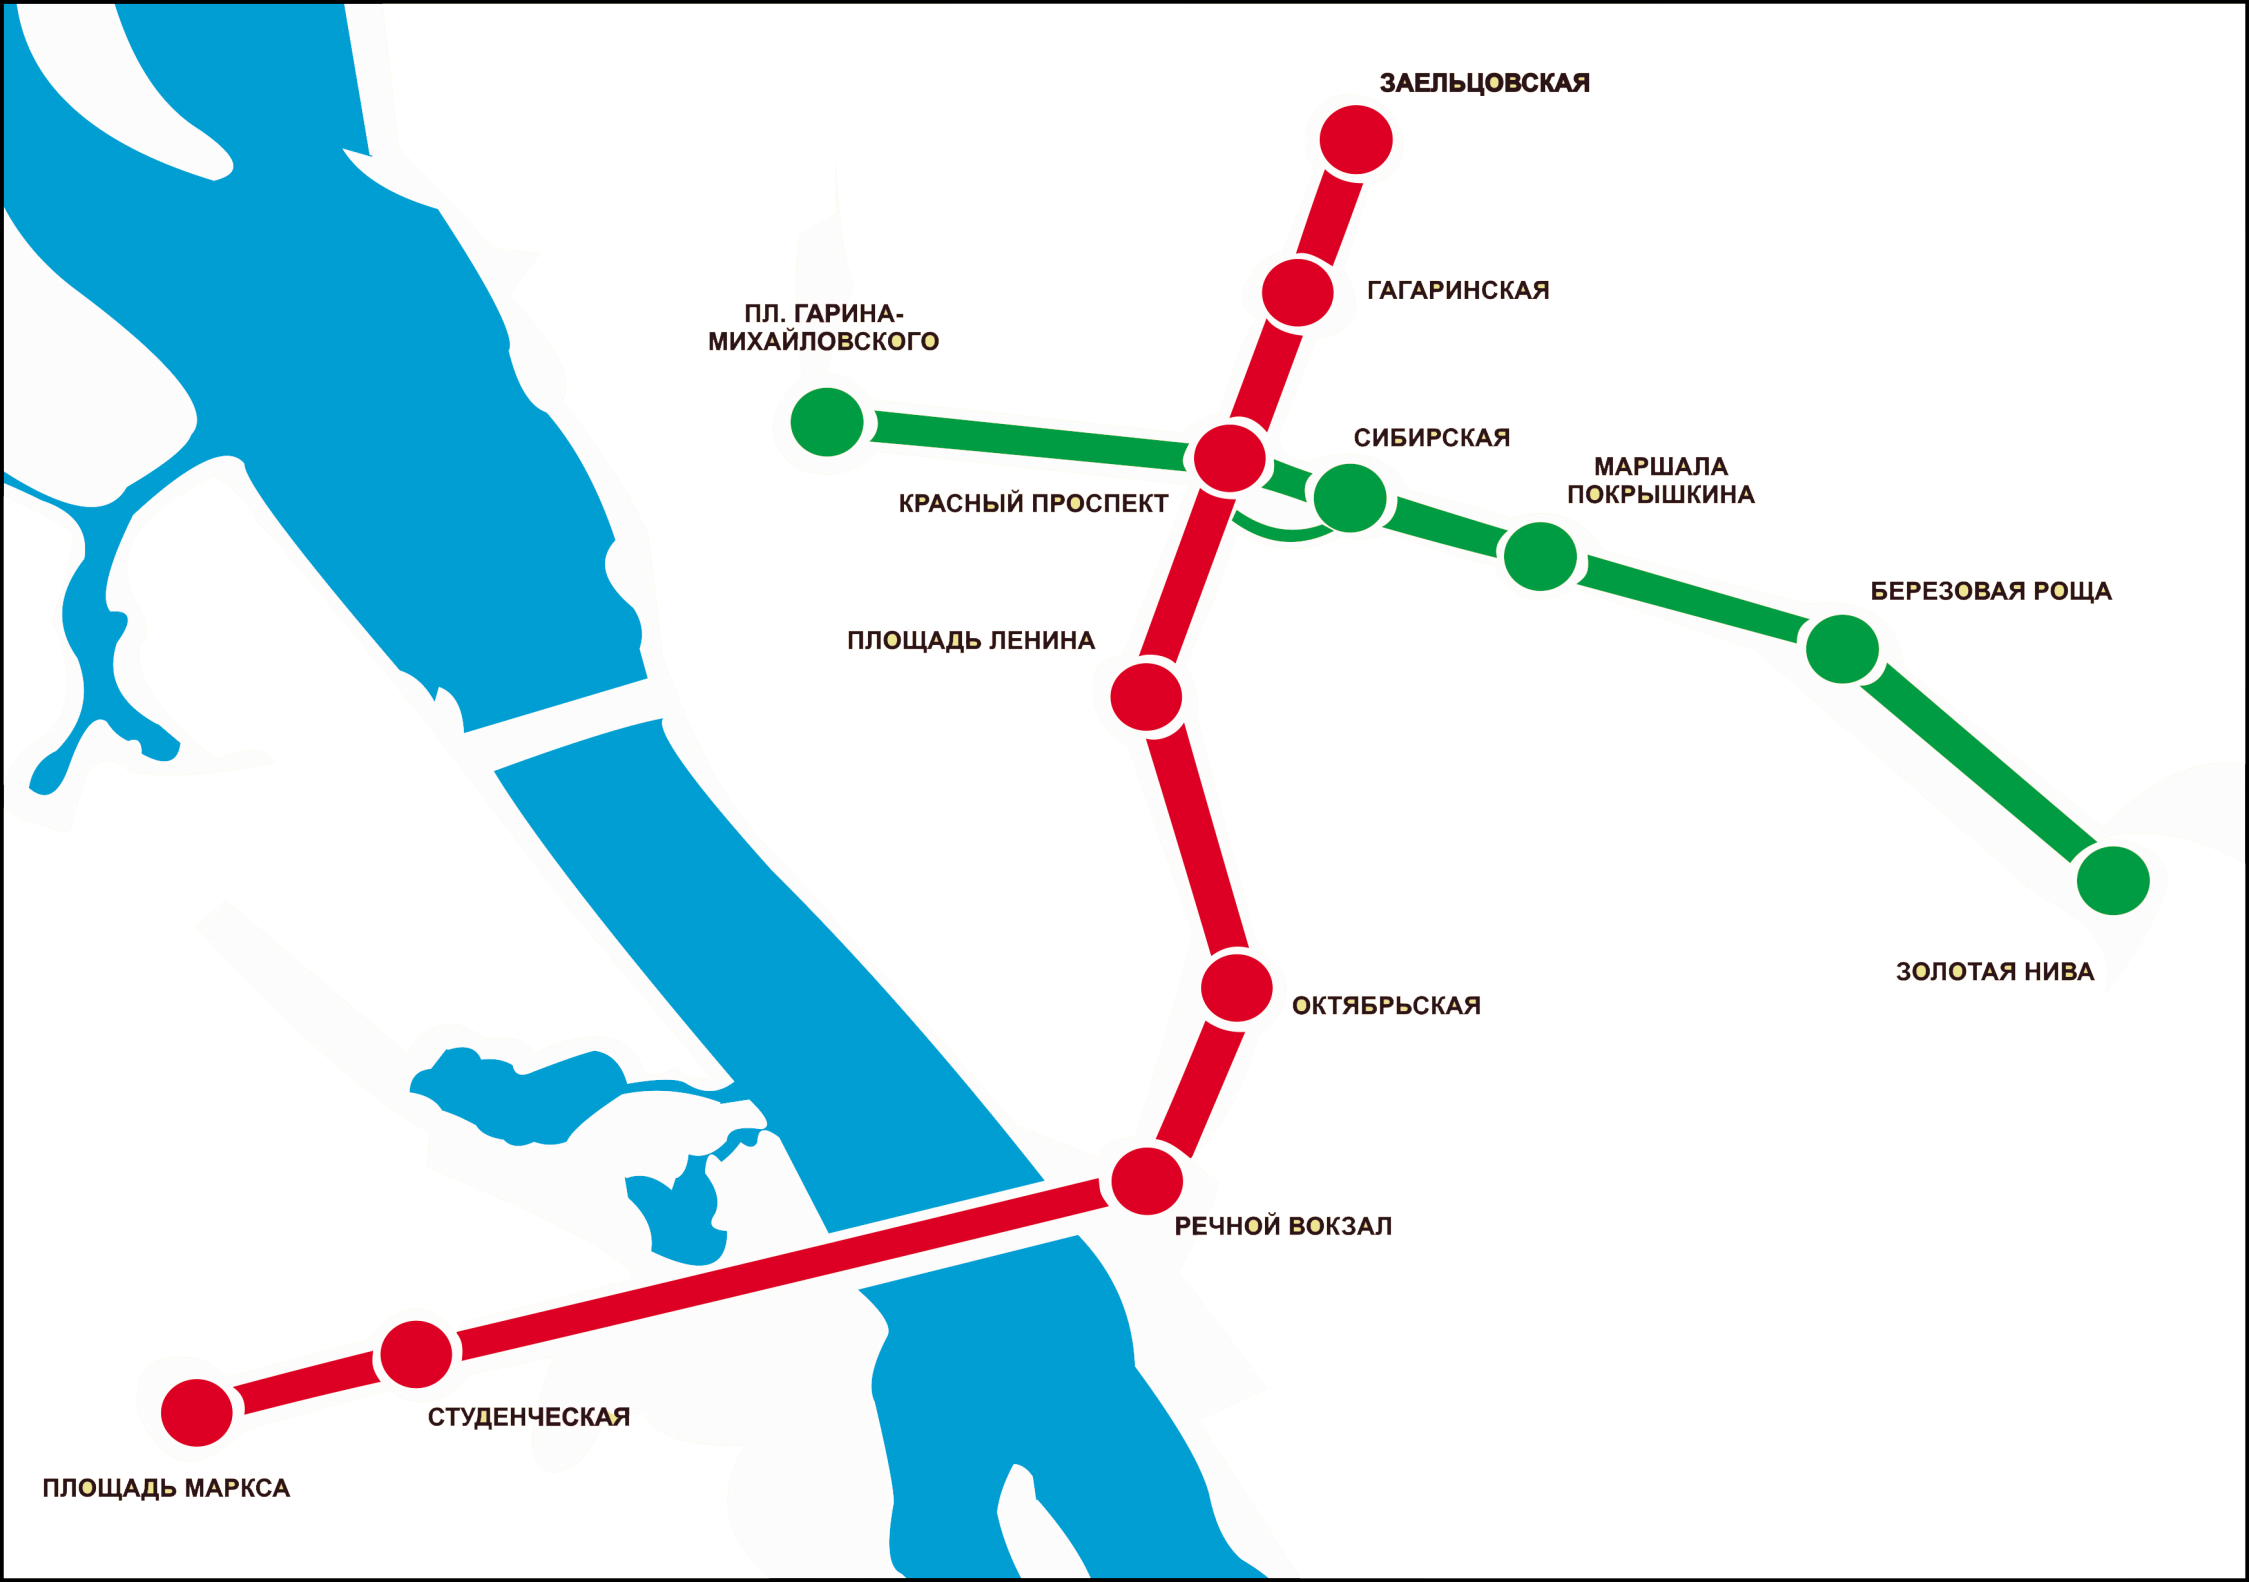 ЗАЕЛЬЦОВСКАЯ
ГАГАРИНСКАЯ
ПЛ. ГАРИНА-
МИХАЙЛОВСКОГО
СИБИРСКАЯ
МАРШАЛА
ПОКРЫШКИНА
КРАСНЫЙ ПРОСПЕКТ
БЕРЕЗОВАЯ РОЩА
ПЛОЩАДЬ ЛЕНИНА
ЗОЛОТАЯ НИВА
ОКТЯБРЬСКАЯ
РЕЧНОЙ ВОКЗАЛ
СТУДЕНЧЕСКАЯ
ПЛОЩАДЬ МАРКСА